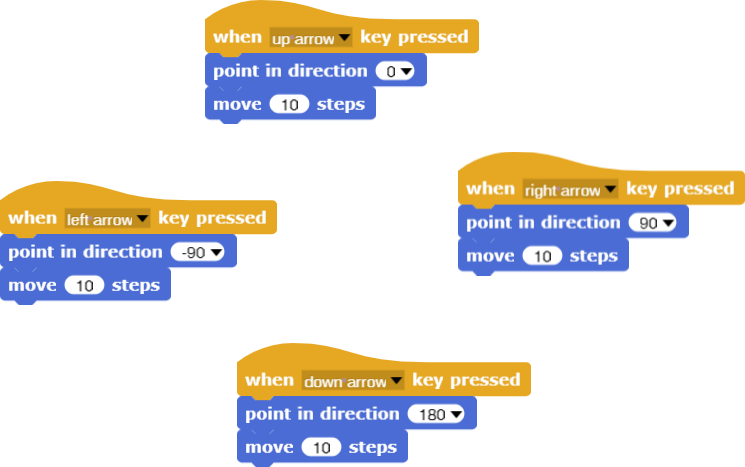 when up arrow key pressed
point in direction 0
move 10 steps
when left arrow key pressed
point in direction -90
move 10 steps
when right arrow key pressed
point in direction 90
move 10 steps
when down arrow key pressed
point in direction 180
move 10 steps